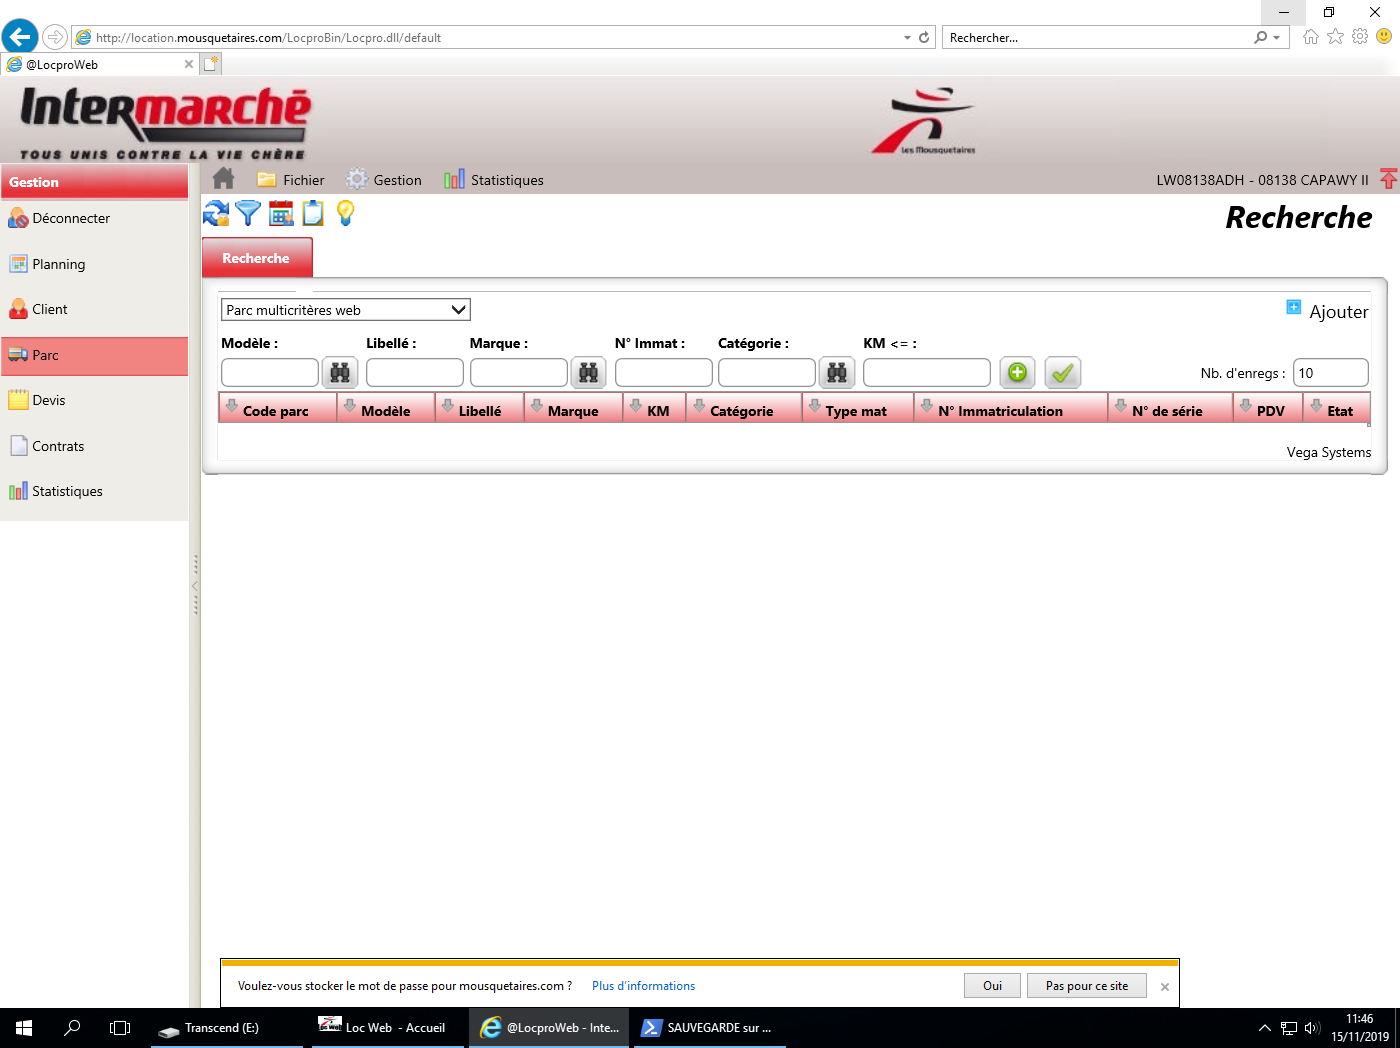 http://location.mousquetaires.com/LocproBin/Locpro.dll/default
Rechercher...
@LocproWeb
Intermarchē
TOUS UNIS CONTRE LA VIE CHÈRE
Les Mousquetaires
Gestion
Fichier
Gestion
Statistiques
LW08138ADH - 08138 CAPAWY II
Déconnecter
Planning
Client
Parc
Devis
Contrats
Statistiques
Recherche
Recherche
Parc multicritères web
Ajouter
Modèle :
Libellé :
Marque :
N° Immat :
Catégorie :
KM <= :
Nb. d'enregs :
10
Code parc
Modèle
Libellé
Marque
KM
Catégorie
Type mat
N° Immatriculation
N° de série
PDV
Etat
Vega Systems
Voulez-vous stocker le mot de passe pour mousquetaires.com ?
Plus d'informations
Oui
Pas pour ce site
Transcend (E:)
Loc Web - Accueil
@LocproWeb - Inte...
SAUVEGARDE sur ...
11:46
15/11/2019